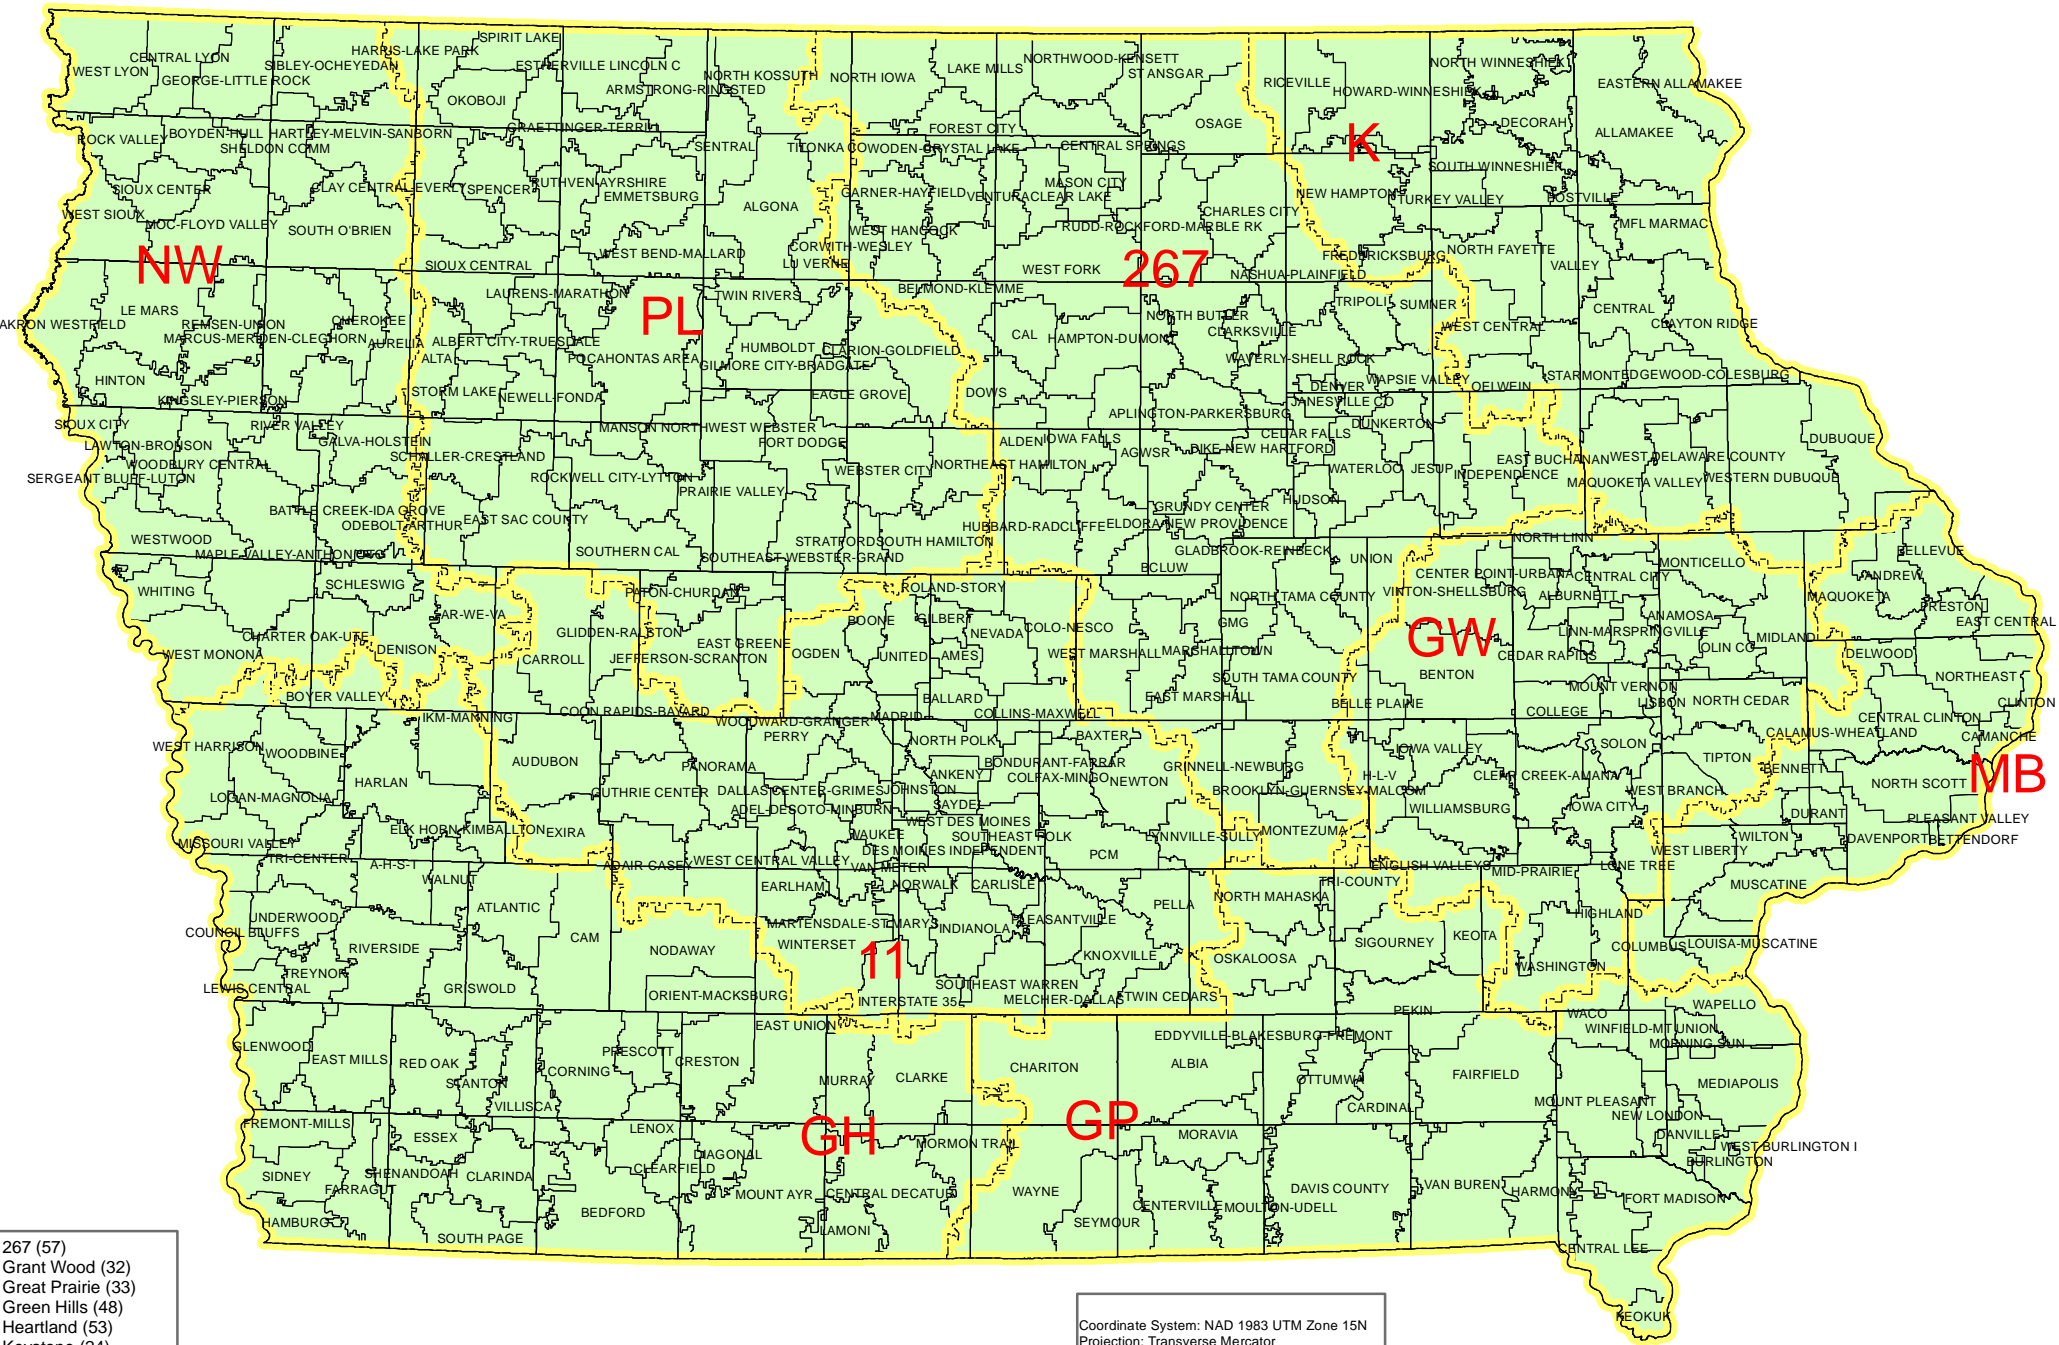 SPIRIT LAKE
HARRIS-LAKE PARK
CENTRAL LYON
SIBLEY-OCHEYEDAN
ESTHERVILLE LINCOLN C
WEST LYON
GEORGE-LITTLE ROCK
NORTH KOSSUTH
NORTH IOWA
LAKE MILLS
NORTHWOOD-KENSETT
ST ANSGAR
RICEVILLE
NORTH WINNESHIEK
HOWARD-WINNESHIEK
EASTERN ALLAMAKEE
ARMSTRONG-RINGSTED
OKOBOJI
GRAETTINGER-TERRIL
FOREST CITY
OSAGE
DECORAH
ALLAMAKEE
ROCK VALLEY
BOYDEN-HULL
HARTLEY-MELVIN-SANBORN
SHELDON COMM
SENTRAL
TITONKA CO
WODEN-CRYSTAL LAKE
CENTRAL SPRINGS
K
SOUTH WINNESHIEK
SIOUX CENTER
CLAY CENTRAL-EVERLY
SPENCER
RUTHVEN-AYRSHIRE
EMMETSBURG
GARNER-HAYFIELD
VENTURA
CLEAR LAKE
MASON CITY
NEW HAMPTON
TURKEY VALLEY
POSTVILLE
WEST SIOUX
MOC-FLOYD VALLEY
SOUTH O'BRIEN
ALGONA
WEST HANCOCK
CHARLES CITY
RUDD-ROCKFORD-MARBLE RK
MFL MARMAC
NW
SIOUX CENTRAL
WEST BEND-MALLARD
CORWITH-WESLEY
LU VERNE
WEST FORK
267
NASHUA-PLAINFIELD
FREDERICKSBURG
NORTH FAYETTE
VALLEY
LAURENS-MARATHON
TWIN RIVERS
BELMOND-KLEMME
TRIPOLI
SUMNER
CENTRAL
AKRON WESTFIELD
LE MARS
REMSEN-UNION
CHEROKEE
PL
NORTH BUTLER
CLARKSVILLE
WEST CENTRAL
CLAYTON RIDGE
MARCUS-MERIDEN-CLEGHORN
AURELIA
ALTA
ALBERT CITY-TRUESDALE
POCAHONTAS AREA
HUMBOLDT
CLARION-GOLDFIELD
GILMORE CITY-BRADGATE
CAL
HAMPTON-DUMONT
WAVERLY-SHELL ROCK
HINTON
KINGSLEY-PIERSON
STORM LAKE
NEWELL-FONDA
EAGLE GROVE
DOWS
DENVER
WAPSIE VALLEY
OELWEIN
STARMONT
EDGEWOOD-COLESBURG
JANESVILLE CO
SIOUX CITY
RIVER VALLEY
MANSON NORTHWEST WEBSTER
APLINGTON-PARKERSBURG
DUNKERTON
LAWTON-BRONSON
GALVA-HOLSTEIN
SCHALLER-CRESTLAND
FORT DODGE
ALDEN
IOWA FALLS
AGWSR
DIKE-NEW HARTFORD
CEDAR FALLS
DUBUQUE
WOODBURY CENTRAL
SERGEANT BLUFF-LUTON
ROCKWELL CITY-LYTTON
WEBSTER CITY
NORTHEAST HAMILTON
WATERLOO
JESUP
INDEPENDENCE
EAST BUCHANAN
WEST DELAWARE COUNTY
MAQUOKETA VALLEY
WESTERN DUBUQUE
PRAIRIE VALLEY
BATTLE CREEK-IDA GROVE
ODEBOLT-ARTHUR
EAST SAC COUNTY
HUBBARD-RADCLIFFE
ELDORA-NEW PROVIDENCE
GRUNDY CENTER
HUDSON
WESTWOOD
MAPLE VALLEY-ANTHON OTO
SOUTHERN CAL
SOUTHEAST WEBSTER-GRAND
STRATFORD
SOUTH HAMILTON
GLADBROOK-REINBECK
UNION
NORTH LINN
BCLUW
MONTICELLO
BELLEVUE
WHITING
SCHLESWIG
AR-WE-VA
PATON-CHURDAN
ROLAND-STORY
NORTH TAMA COUNTY
VINTON-SHELLSBURG
CENTER POINT-URBANA
CENTRAL CITY
ALBURNETT
ANDREW
MAQUOKETA
PRESTON
EAST CENTRAL
CHARTER OAK-UTE
GLIDDEN-RALSTON
EAST GREENE
BOONE
GILBERT
NEVADA
COLO-NESCO
GMG
GW
ANAMOSA
LINN-MAR
SPRINGVILLE
MIDLAND
WEST MONONA
DENISON
CARROLL
JEFFERSON-SCRANTON
OGDEN
UNITED
AMES
WEST MARSHALL
MARSHALLTOWN
CEDAR RAPIDS
OLIN CO
DELWOOD
BOYER VALLEY
BALLARD
SOUTH TAMA COUNTY
EAST MARSHALL
BENTON
MOUNT VERNON
NORTHEAST
IKM-MANNING
COON RAPIDS-BAYARD
WOODWARD-GRANGER
MADRID
COLLINS-MAXWELL
BELLE PLAINE
COLLEGE
LISBON
NORTH CEDAR
CLINTON
WEST HARRISON
WOODBINE
AUDUBON
PERRY
NORTH POLK
BAXTER
IOWA VALLEY
SOLON
CENTRAL CLINTON
CALAMUS-WHEATLAND
CAMANCHE
HARLAN
PANORAMA
ANKENY
BONDURANT-FARRAR
COLFAX-MINGO
NEWTON
GRINNELL-NEWBURG
H-L-V
CLEAR CREEK-AMANA
TIPTON
BENNETT
NORTH SCOTT
MB
LOGAN-MAGNOLIA
GUTHRIE CENTER
DALLAS CENTER-GRIMES
JOHNSTON
ADEL-DESOTO-MINBURN
SAYDEL
BROOKLYN-GUERNSEY-MALCOM
WILLIAMSBURG
IOWA CITY
WEST BRANCH
DURANT
PLEASANT VALLEY
MISSOURI VALLEY
ELK HORN-KIMBALLTON
EXIRA
WAUKEE
WEST DES MOINES
SOUTHEAST POLK
DES MOINES INDEPENDENT
LYNNVILLE-SULLY
MONTEZUMA
WILTON
DAVENPORT
BETTENDORF
TRI-CENTER
A-H-S-T
WALNUT
ADAIR-CASEY
WEST CENTRAL VALLEY
VAN METER
PCM
ENGLISH VALLEYS
MID-PRAIRIE
LONE TREE
WEST LIBERTY
EARLHAM
NORWALK
CARLISLE
TRI-COUNTY
MUSCATINE
UNDERWOOD
ATLANTIC
PELLA
NORTH MAHASKA
COUNCIL BLUFFS
RIVERSIDE
CAM
NODAWAY
MARTENSDALE-ST MARYS
WINTERSET
INDIANOLA
PLEASANTVILLE
SIGOURNEY
KEOTA
HIGHLAND
COLUMBUS
LOUISA-MUSCATINE
TREYNOR
11
KNOXVILLE
OSKALOOSA
WASHINGTON
LEWIS CENTRAL
GRISWOLD
ORIENT-MACKSBURG
INTERSTATE 35
SOUTHEAST WARREN
MELCHER-DALLAS
TWIN CEDARS
PEKIN
WACO
WAPELLO
GLENWOOD
EAST MILLS
RED OAK
EAST UNION
EDDYVILLE-BLAKESBURG-FREMONT
WINFIELD-MT UNION
MORNING SUN
STANTON
CORNING
PRESCOTT
CRESTON
MURRAY
CLARKE
CHARITON
ALBIA
OTTUMWA
FAIRFIELD
MEDIAPOLIS
VILLISCA
CARDINAL
MOUNT PLEASANT
NEW LONDON
FREMONT-MILLS
ESSEX
LENOX
GH
GP
MORAVIA
DANVILLE
WEST BURLINGTON I
BURLINGTON
SIDNEY
SHENANDOAH
CLARINDA
CLEARFIELD
DIAGONAL
MORMON TRAIL
FARRAGUT
MOUNT AYR
CENTRAL DECATUR
WAYNE
DAVIS COUNTY
VAN BUREN
HARMONY
FORT MADISON
HAMBURG
BEDFORD
LAMONI
SEYMOUR
CENTERVILLE
MOULTON-UDELL
SOUTH PAGE
CENTRAL LEE
KEOKUK
267 (57)
Grant Wood (32)
Great Prairie (33)
Green Hills (48)
Heartland (53)
Keystone (24)
Coordinate System: NAD 1983 UTM Zone 15N
Projection: Transverse Mercator